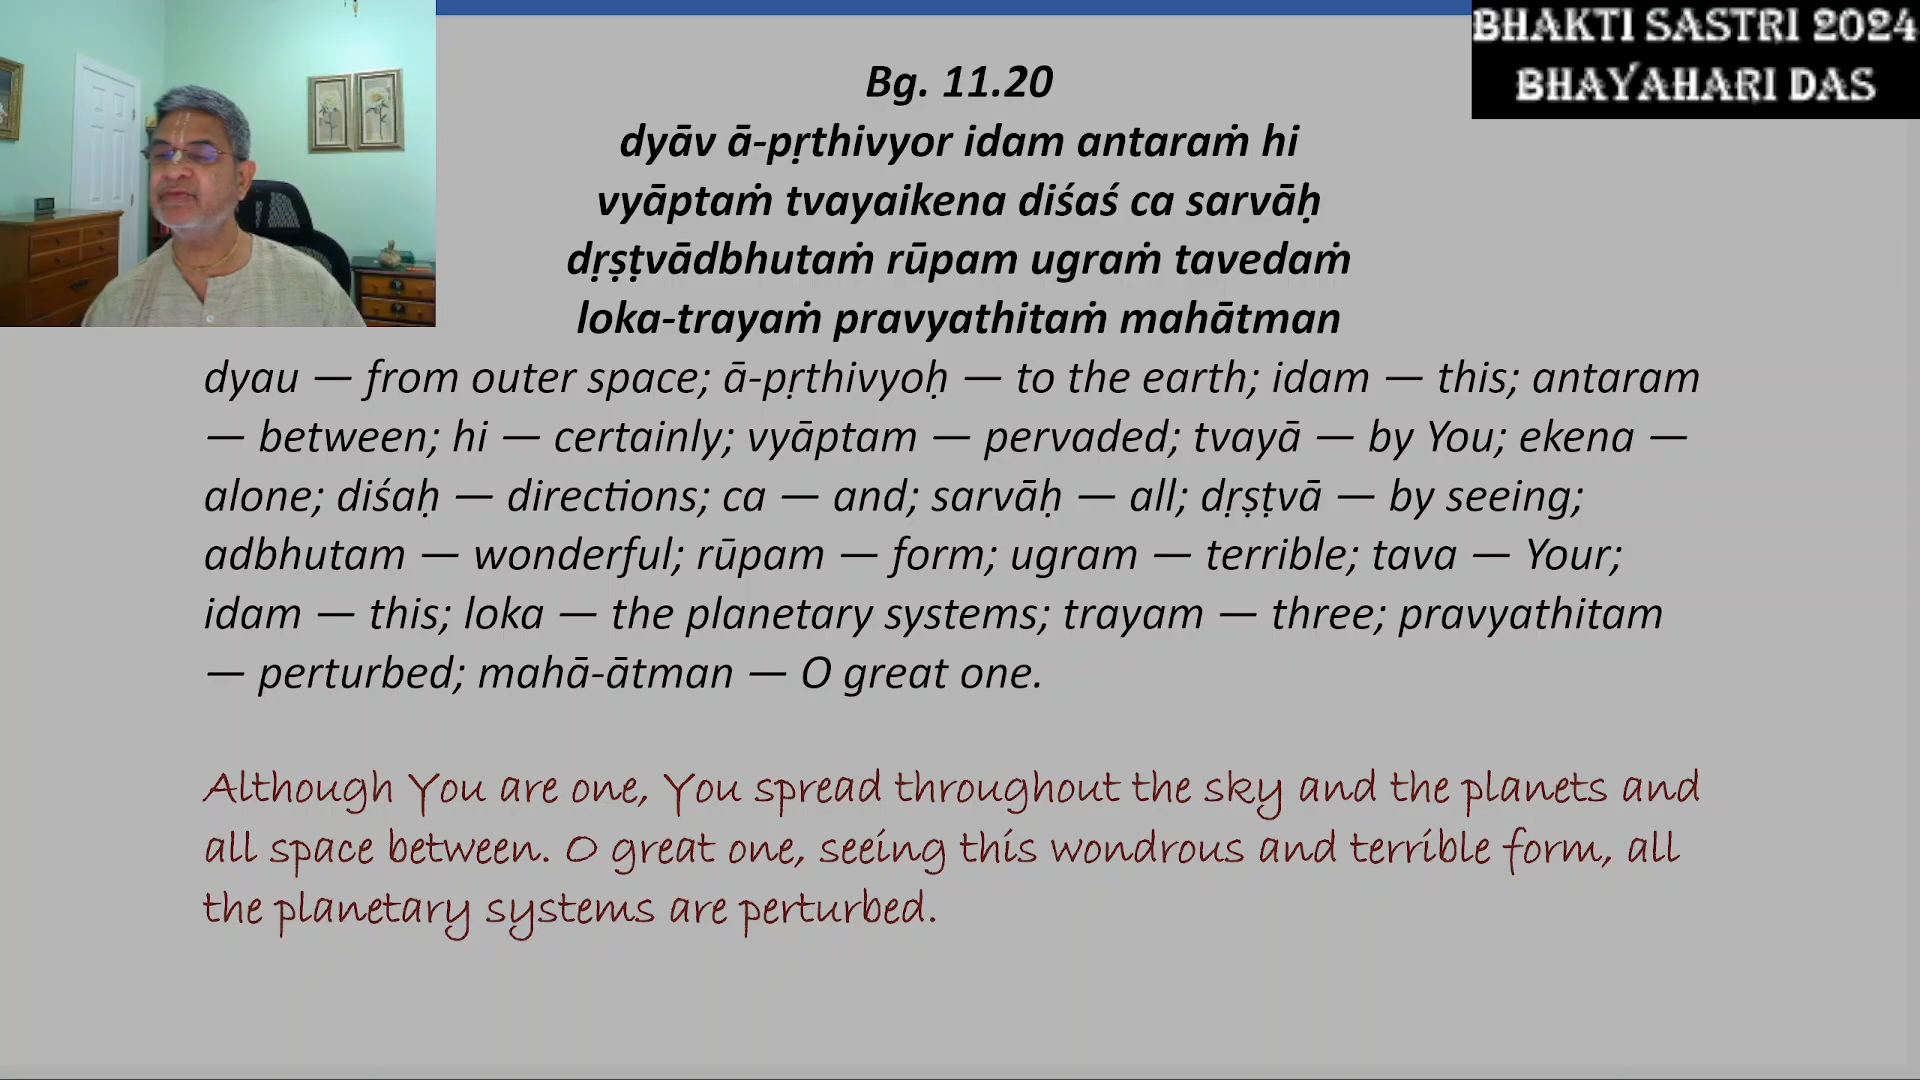 BHAKTI SASTRI 2024
BHAYAHARI DAS
Bg. 11.20
dyāv ā-pṛthivyor idam antaraṁ hi
vyāptaṁ tvayaikena diśaś ca sarvāḥ
dṛṣṭvādbhutaṁ rūpam ugraṁ tavedaṁ
loka-trayaṁ pravyathitaṁ mahātman
dyau — from outer space; ā-pṛthivyoḥ — to the earth; idam — this; antaram
— between; hi — certainly; vyāptam — pervaded; tvayā — by You; ekena —
alone; diśaḥ — directions; ca — and; sarvāḥ — all; dṛṣṭvā — by seeing;
adbhutam — wonderful; rūpam — form; ugram — terrible; tava — Your;
idam — this; loka — the planetary systems; trayam — three; pravyathitam
— perturbed; mahā-ātman — O great one.
Although You are one, You spread throughout the sky and the planets and
all space between. O great one, seeing this wondrous and terrible form, all
the planetary systems are perturbed.